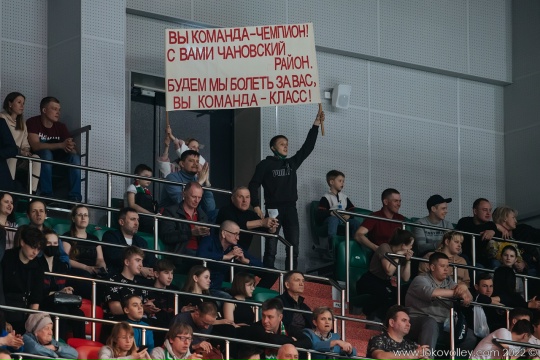 ВЫ КОМАНДА-ЧЕМПИОН!
С ВАМИ ЧАНОВСКИЙ
РАЙОН.
БУДЕМ МЫ БОЛЕТЬ ЗА ВАС,
ВЫ КОМАНДА - КЛАСС!
www.lokovolley.com ©2022